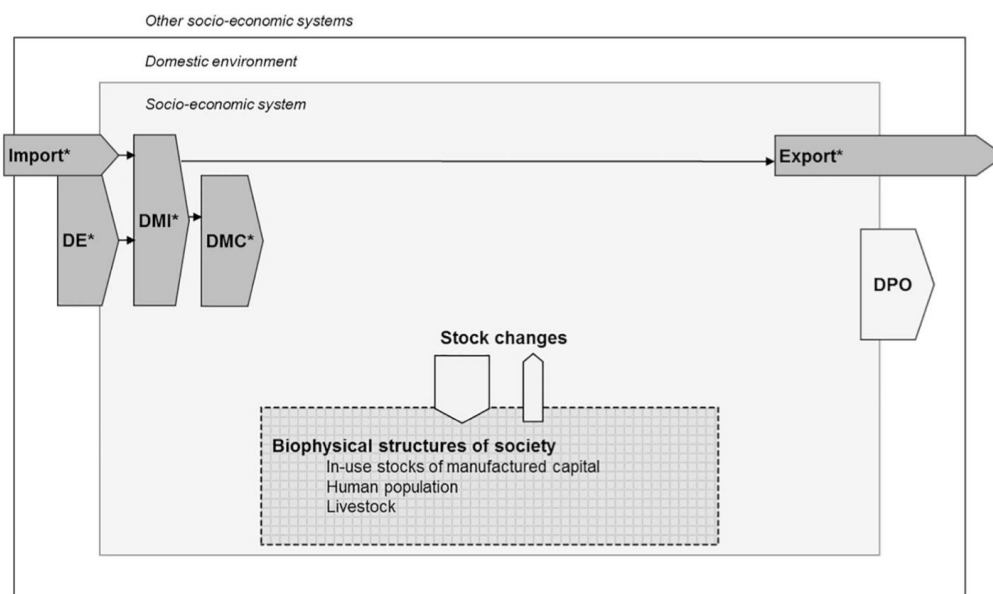 Other socio-economic systems
Domestic environment
Socio-economic system
Import*
Export*
DE*
DMI*
DMC*
DPO
Stock changes
Biophysical structures of society
In-use stocks of manufactured capital
Human population
Livestock